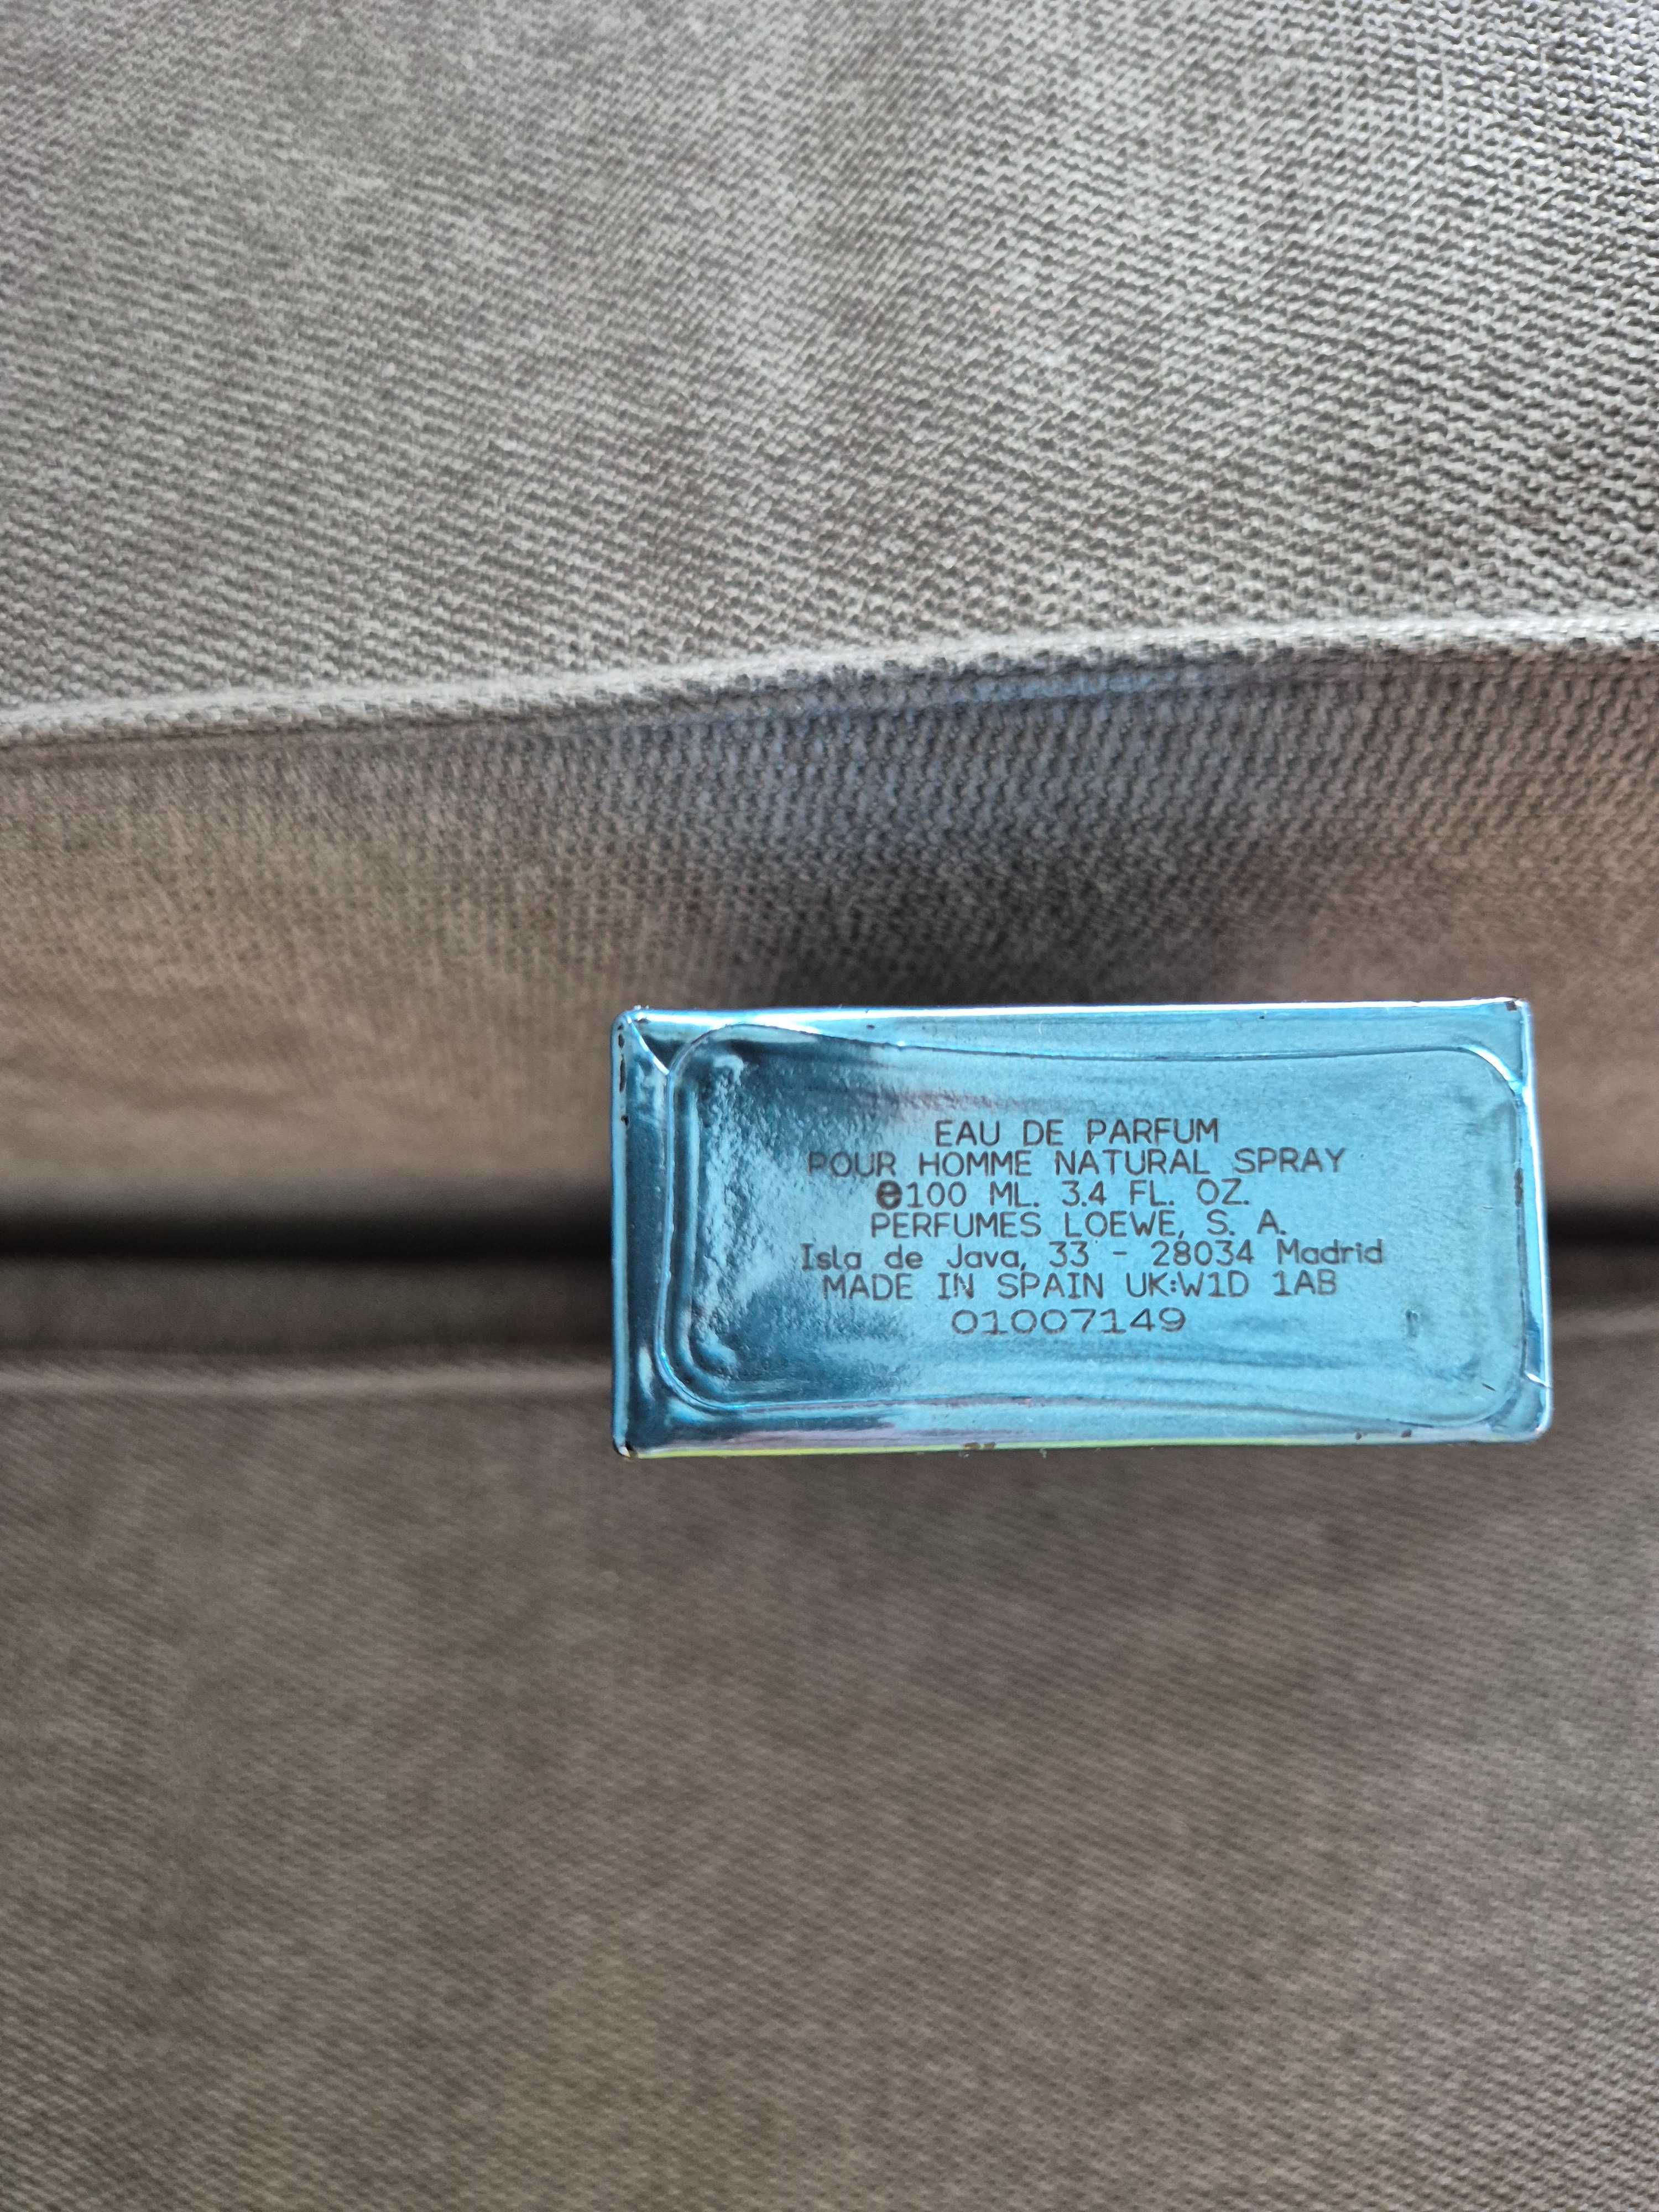 EAU DE PARFUM
POUR HOMME NATURAL SPRAY
℮100 ML. 3.4 FL. OZ.
PERFUMES LOEWE, S. A.
Isla de Java, 33 - 28034 Madrid
MADE IN SPAIN UK:W1D 1AB
01007149